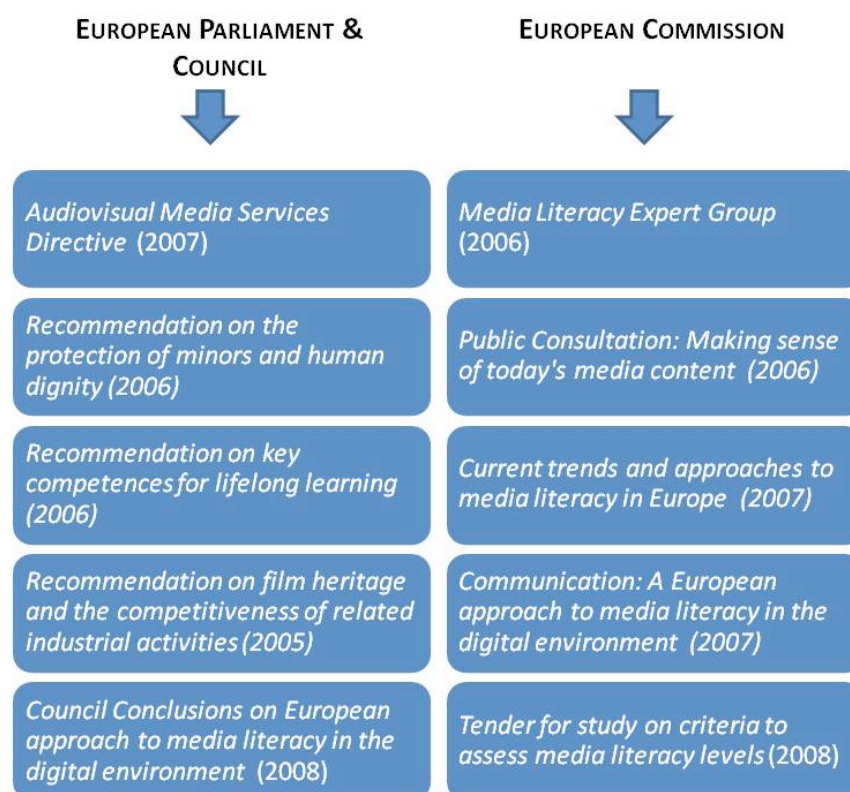 EUROPEAN PARLIAMENT &
COUNCIL
Audiovisual Media Services
Directive (2007)
Recommendation on the
protection of minors and human
dignity (2006)
Recommendation on key
competences for lifelong learning
(2006)
Recommendation on film heritage
and the competitiveness of related
industrial activities (2005)
Council Conclusions on European
approach to media literacy in the
digital environment (2008)
EUROPEAN COMMISSION
Media Literacy Expert Group
(2006)
Public Consultation: Making sense
of today's media content (2006)
Current trends and approaches to
media literacy in Europe (2007)
Communication: A European
approach to media literacy in the
digital environment (2007)
Tender for study on criteria to
assess media literacy levels (2008)